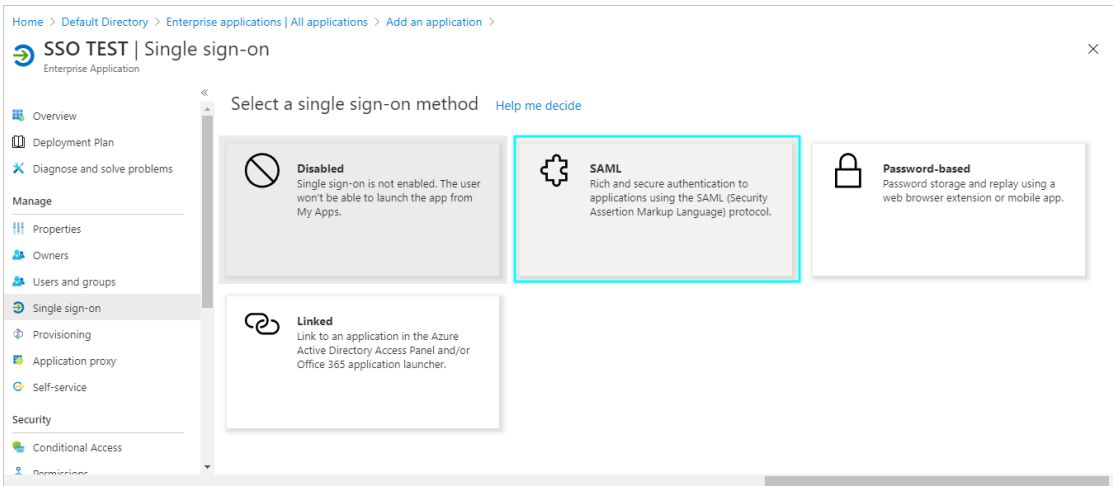 Home > Default Directory > Enterprise applications | All applications > Add an application >
SSO TEST | Single sign-on
Enterprise Application
Overview
Deployment Plan
Diagnose and solve problems
Manage
Properties
Owners
Users and groups
Single sign-on
Provisioning
Application proxy
Self-service
Security
Conditional Access
Permissions
Select a single sign-on method Help me decide
Disabled
Single sign-on is not enabled. The user
won't be able to launch the app from
My Apps.
SAML
Rich and secure authentication to
applications using the SAML (Security
Assertion Markup Language) protocol.
Password-based
Password storage and replay using a
web browser extension or mobile app.
Linked
Link to an application in the Azure
Active Directory Access Panel and/or
Office 365 application launcher.